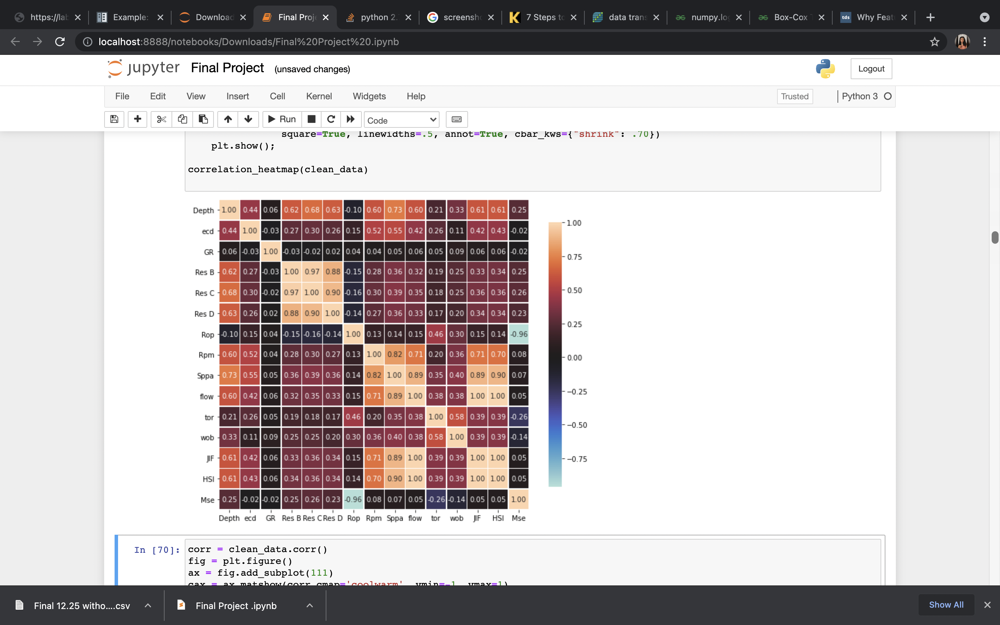 https://lab
Example:
Download
Final Proje
python 2.
screensho
7 Steps to
data trans
numpy.log
Box-Cox T
tds Why Feat
localhost:8888/notebooks/Downloads/Final%20Project%20.ipynb
jupyter Final Project (unsaved changes) Logout
File Edit View Insert Cell Kernel Widgets Help Trusted Python 3
Run Code
square=True, linewidths=.5, annot=True, cbar_kws={"shrink": .70})
plt.show();
correlation_heatmap(clean_data)
Depth 1.00 0.44 0.06 0.62 0.68 0.63 -0.10 0.60 0.73 0.60 0.21 0.33 0.61 0.61 0.25
ecd 0.44 1.00 -0.03 0.27 0.30 0.26 0.15 0.52 0.55 0.42 0.26 0.11 0.42 0.43 -0.02
GR 0.06 -0.03 1.00 -0.03 -0.02 0.02 0.04 0.04 0.05 0.06 0.05 0.09 0.06 0.06 -0.02
Res B 0.62 0.27 -0.03 1.00 0.97 0.88 -0.15 0.28 0.36 0.32 0.19 0.25 0.33 0.34 0.25
Res C 0.68 0.30 -0.02 0.97 1.00 0.90 -0.16 0.30 0.39 0.35 0.18 0.25 0.36 0.36 0.26
Res D 0.63 0.26 0.02 0.88 0.90 1.00 -0.14 0.27 0.36 0.33 0.17 0.20 0.34 0.34 0.23
Rop -0.10 0.15 0.04 -0.15 -0.16 -0.14 1.00 0.13 0.14 0.15 0.46 0.30 0.15 0.14 -0.96
Rpm 0.60 0.52 0.04 0.28 0.30 0.27 0.13 1.00 0.82 0.71 0.20 0.36 0.71 0.70 0.08
Sppa 0.73 0.55 0.05 0.36 0.39 0.36 0.14 0.82 1.00 0.89 0.35 0.40 0.89 0.90 0.07
flow 0.60 0.42 0.06 0.32 0.35 0.33 0.15 0.71 0.89 1.00 0.38 0.38 1.00 1.00 0.05
tor 0.21 0.26 0.05 0.19 0.18 0.17 0.46 0.20 0.35 0.38 1.00 0.58 0.39 0.39 -0.26
wob 0.33 0.11 0.09 0.25 0.25 0.20 0.30 0.36 0.40 0.38 0.58 1.00 0.39 0.39 -0.14
JIF 0.61 0.42 0.06 0.33 0.36 0.34 0.15 0.71 0.89 1.00 0.39 0.39 1.00 1.00 0.05
HSI 0.61 0.43 0.06 0.34 0.36 0.34 0.14 0.70 0.90 1.00 0.39 0.39 1.00 1.00 0.05
Mse 0.25 -0.02 -0.02 0.25 0.26 0.23 -0.96 0.08 0.07 0.05 -0.26 -0.14 0.05 0.05 1.00
Depth ecd GR Res B Res C Res D Rop Rpm Sppa flow tor wob JIF HSI Mse
1.00
0.75
0.50
0.25
0.00
−0.25
−0.50
−0.75
In [70]: corr = clean_data.corr()
fig = plt.figure()
ax = fig.add_subplot(111)
cax = ax.matshow(corr,cmap='coolwarm', vmin=-1, vmax=1)
Final 12.25 witho....csv
Final Project .ipynb
Show All